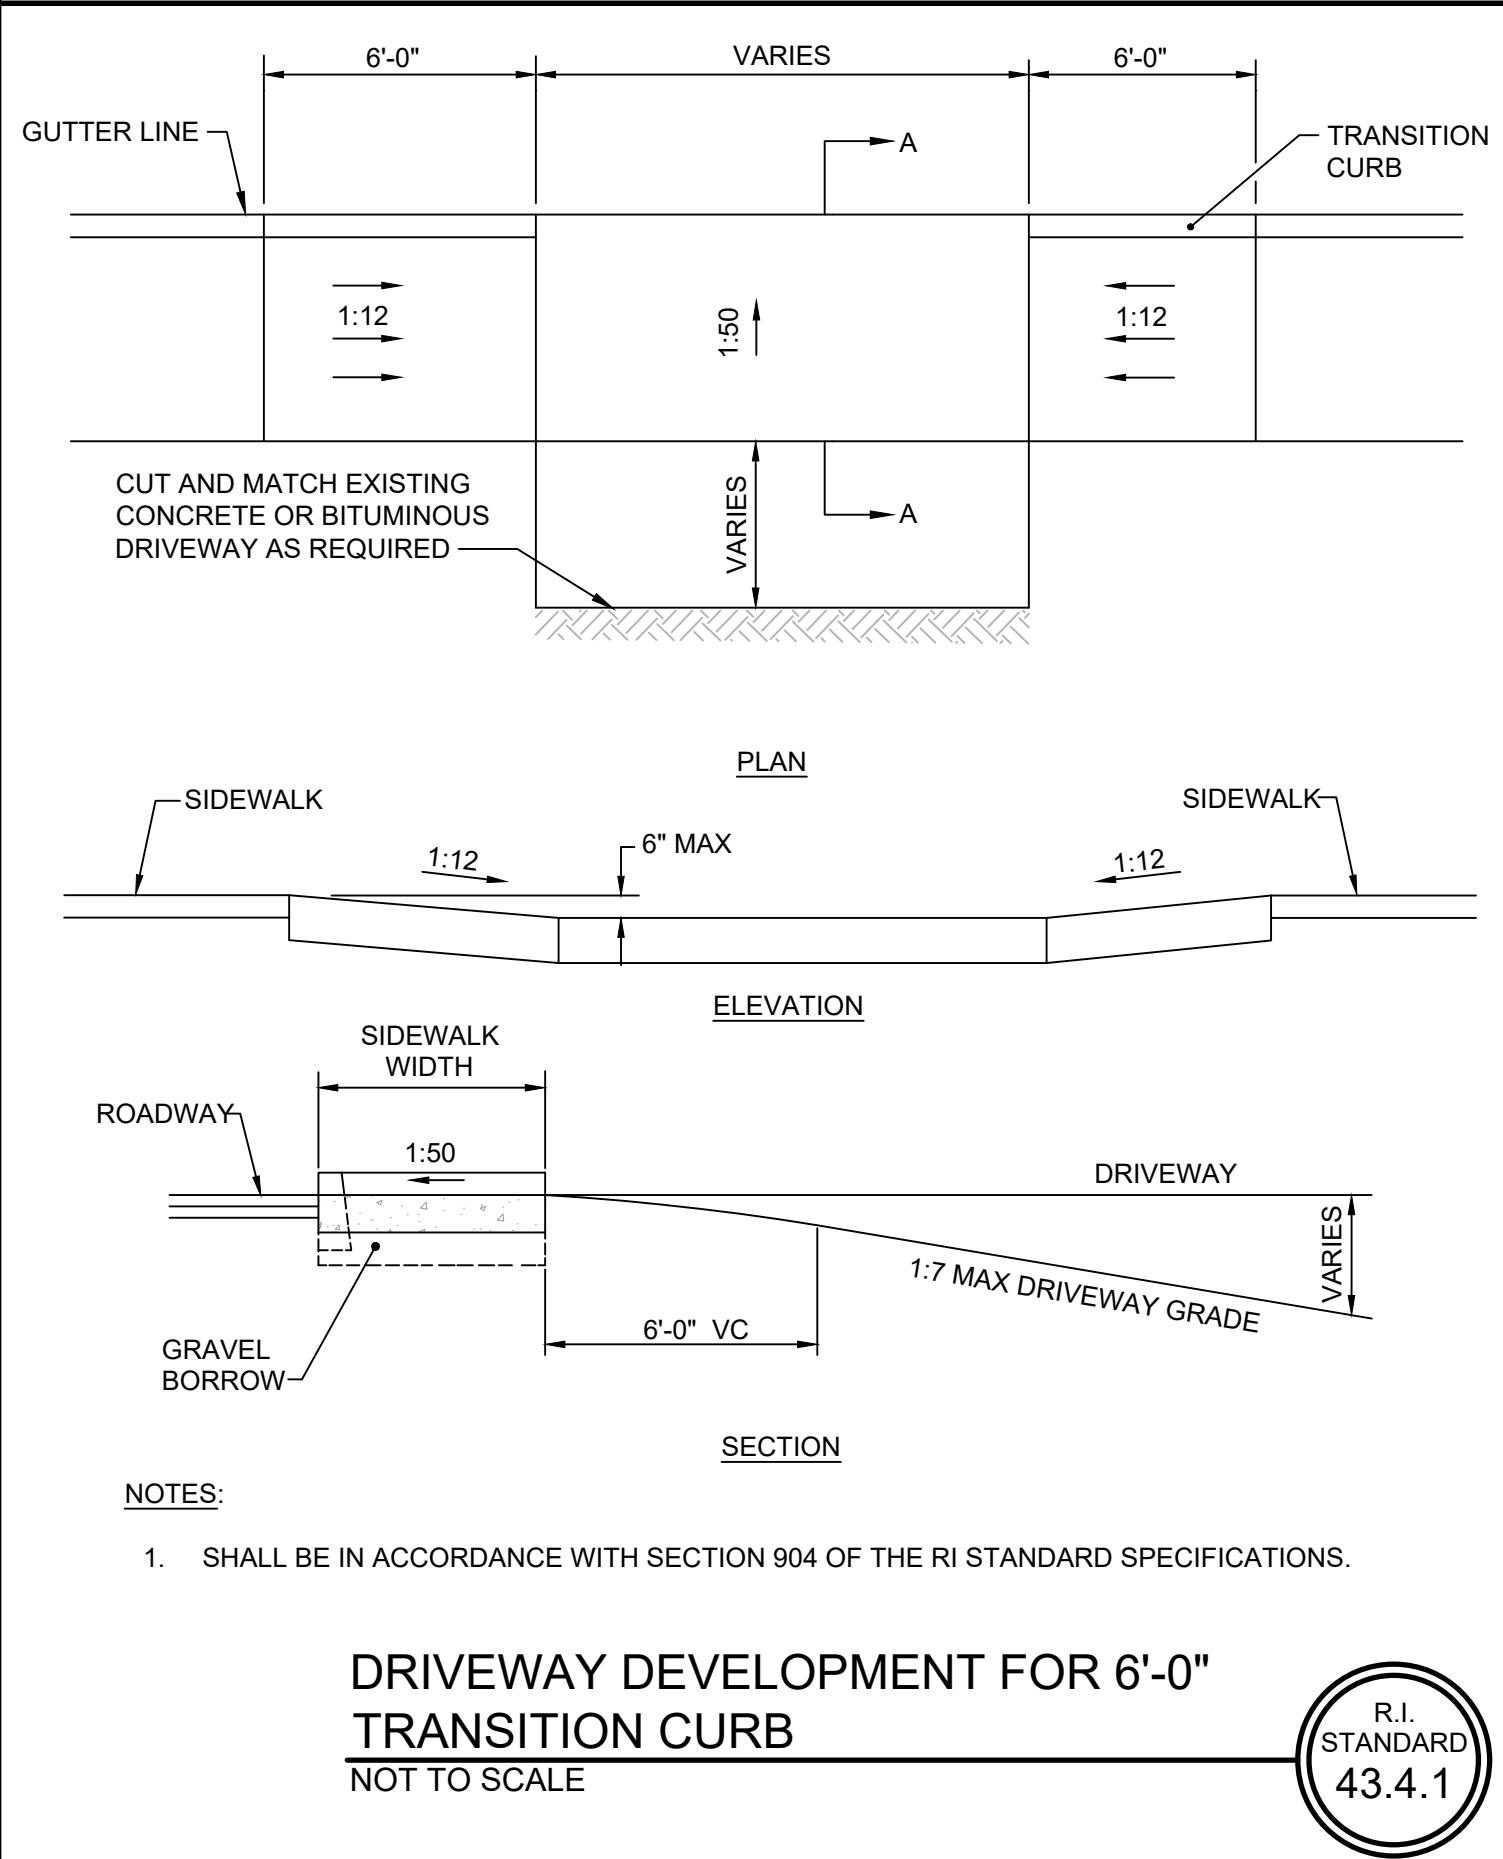 6'-0"
VARIES
6'-0"
GUTTER LINE
A
TRANSITION
CURB
1:12
1:50
1:12
CUT AND MATCH EXISTING
CONCRETE OR BITUMINOUS
DRIVEWAY AS REQUIRED
VARIES
A
PLAN
SIDEWALK
SIDEWALK
1:12
6" MAX
1:12
ELEVATION
SIDEWALK
WIDTH
ROADWAY
1:50
DRIVEWAY
VARIES
1:7 MAX DRIVEWAY GRADE
6'-0" VC
GRAVEL
BORROW
SECTION
NOTES:
1. SHALL BE IN ACCORDANCE WITH SECTION 904 OF THE RI STANDARD SPECIFICATIONS.
DRIVEWAY DEVELOPMENT FOR 6'-0"
TRANSITION CURB
NOT TO SCALE
R.I.
STANDARD
43.4.1